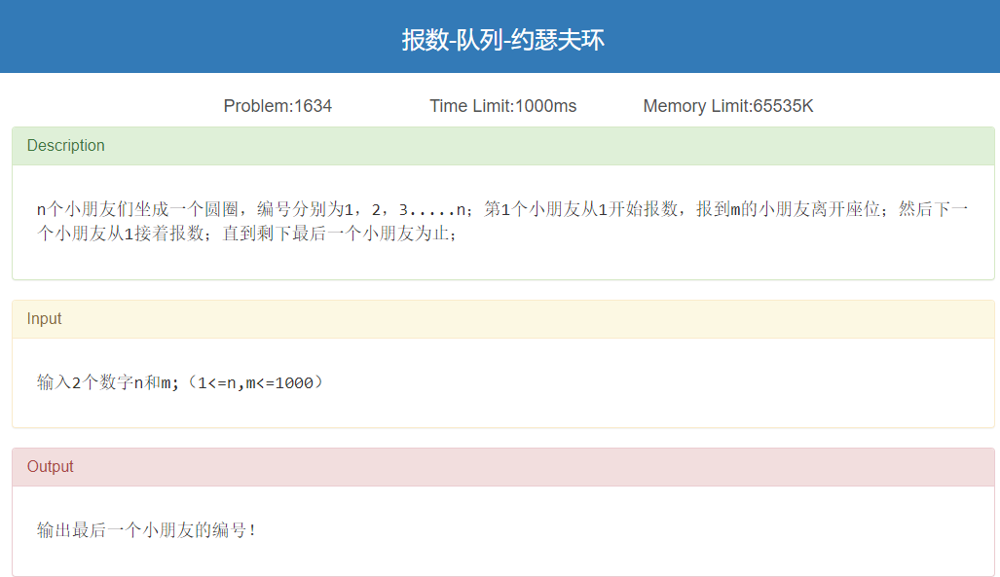 报数-队列-约瑟夫环
Problem:1634 Time Limit:1000ms Memory Limit:65535K
Description
n个小朋友们坐成一个圆圈，编号分别为1，2，3.....n；第1个小朋友从1开始报数，报到m的小朋友离开座位；然后下一
个小朋友从1接着报数；直到剩下最后一个小朋友为止；
Input
输入2个数字n和m;（1<=n,m<=1000）
Output
输出最后一个小朋友的编号！